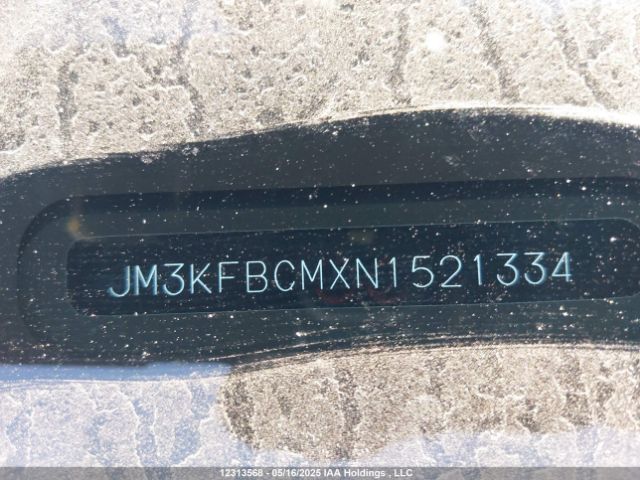 JM3KFBCMXN1521334
12313568 - 05/16/2025 IAA Holdings , LLC